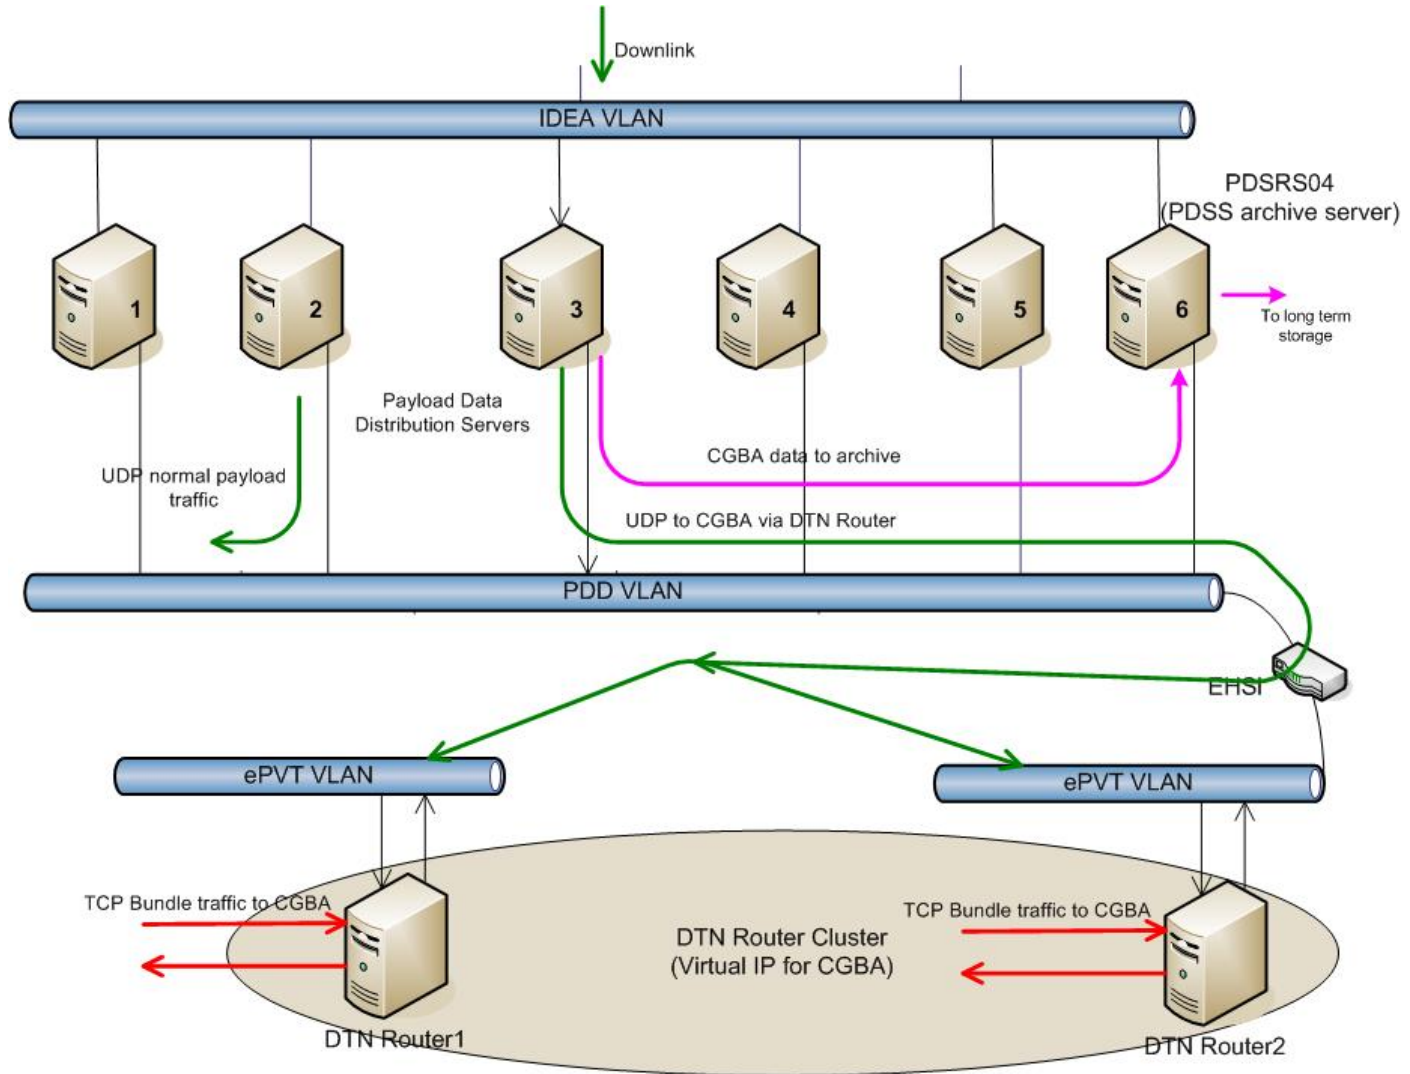 Downlink
IDEA VLAN
PDSRS04
(PDSS archive server)
1
2
3
4
5
6
To long term
storage
Payload Data
Distribution Servers
UDP normal payload
traffic
CGBA data to archive
UDP to CGBA via DTN Router
PDD VLAN
EHSI
ePVT VLAN
ePVT VLAN
TCP Bundle traffic to CGBA
TCP Bundle traffic to CGBA
DTN Router Cluster
(Virtual IP for CGBA)
DTN Router1
DTN Router2